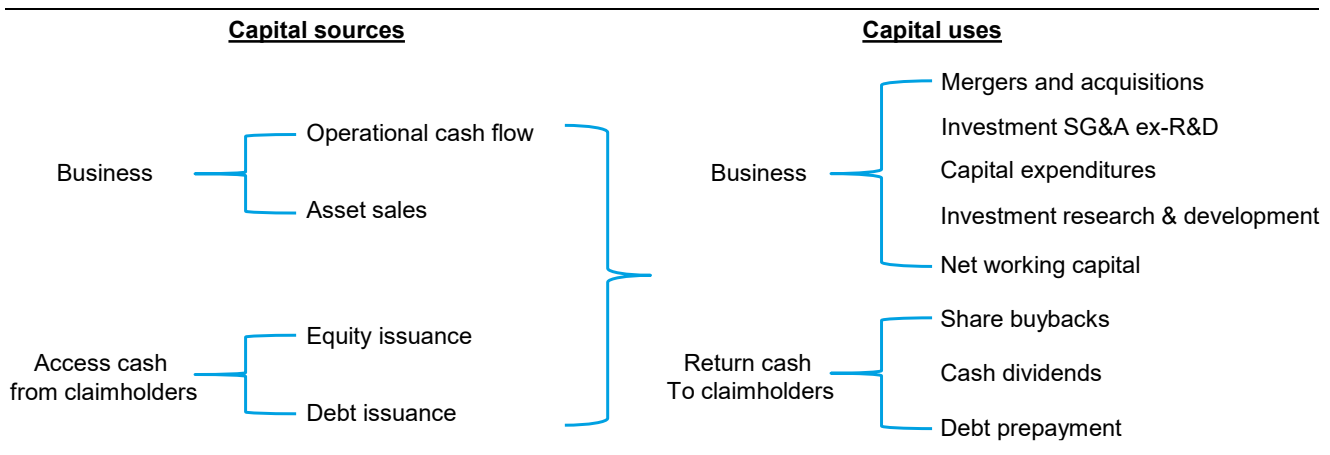 Capital sources
Capital uses
Business
Operational cash flow
Asset sales
Access cash
from claimholders
Equity issuance
Debt issuance
Business
Mergers and acquisitions
Investment SG&A ex-R&D
Capital expenditures
Investment research & development
Net working capital
Return cash
To claimholders
Share buybacks
Cash dividends
Debt prepayment